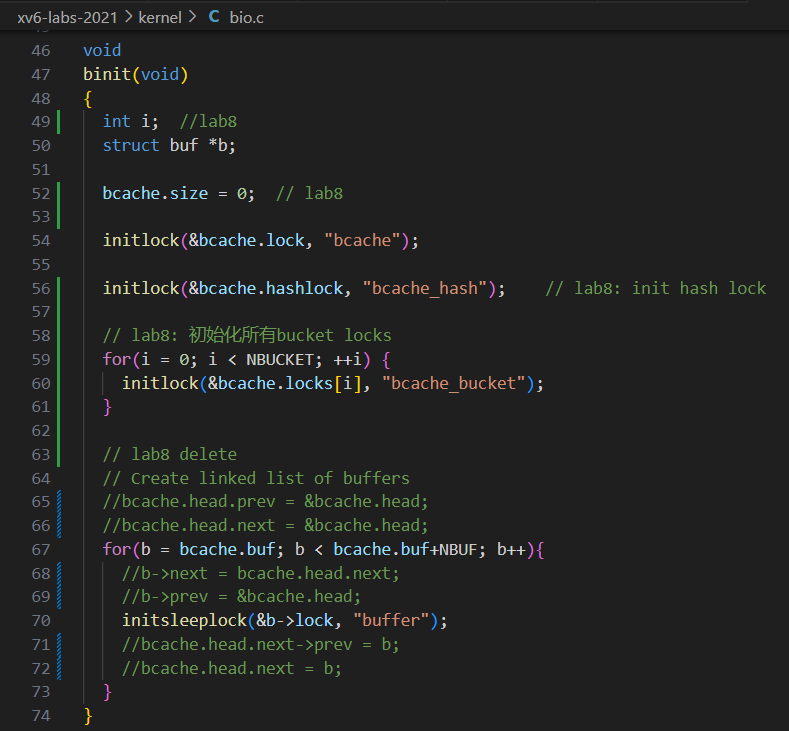 xv6-labs-2021 > kernel > C bio.c
46 void
47 binit(void)
48 {
49 int i; //lab8
50 struct buf *b;
51
52 bcache.size = 0; // lab8
53
54 initlock(&bcache.lock, "bcache");
55
56 initlock(&bcache.hashlock, "bcache_hash"); // lab8: init hash lock
57
58 // lab8: 初始化所有bucket locks
59 for(i = 0; i < NBUCKET; ++i) {
60 initlock(&bcache.locks[i], "bcache_bucket");
61 }
62
63 // lab8 delete
64 // Create linked list of buffers
65 //bcache.head.prev = &bcache.head;
66 //bcache.head.next = &bcache.head;
67 for(b = bcache.buf; b < bcache.buf+NBUF; b++){
68 //b->next = bcache.head.next;
69 //b->prev = &bcache.head;
70 initsleeplock(&b->lock, "buffer");
71 //bcache.head.next->prev = b;
72 //bcache.head.next = b;
73 }
74 }